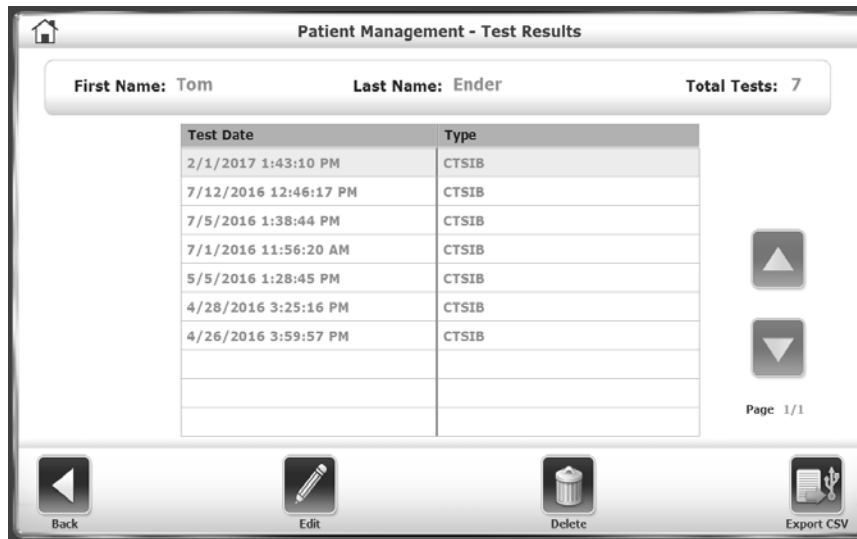 Patient Management - Test Results
First Name: Tom Last Name: Ender Total Tests: 7
Test Date Type
2/1/2017 1:43:10 PM CTSIB
7/12/2016 12:46:17 PM CTSIB
7/5/2016 1:38:44 PM CTSIB
7/1/2016 11:56:20 AM CTSIB
5/5/2016 1:28:45 PM CTSIB
4/28/2016 3:25:16 PM CTSIB
4/26/2016 3:59:57 PM CTSIB
Page 1/1
Back Edit Delete Export CSV